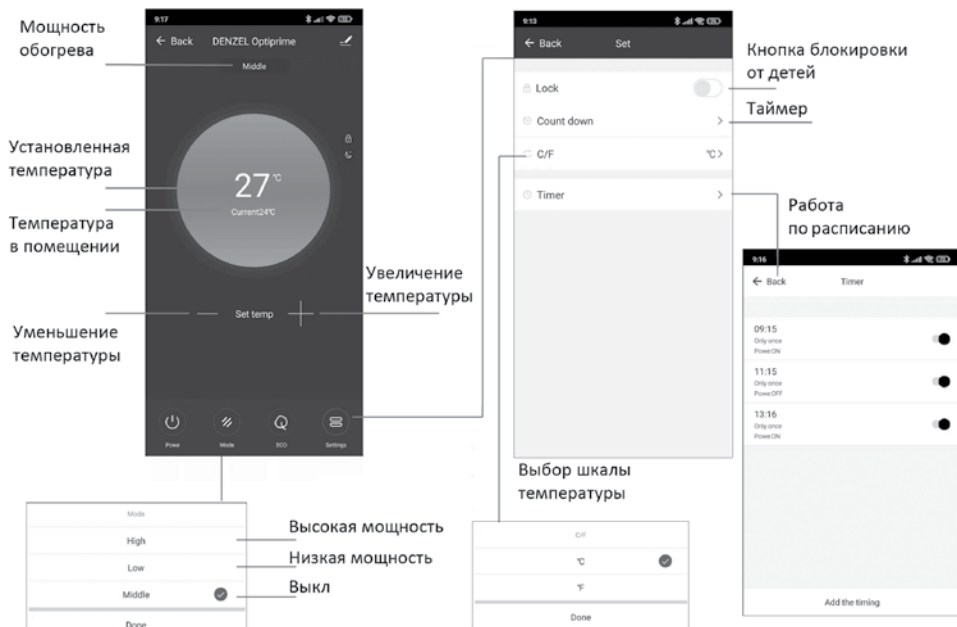 Мощность
обогрева
Установленная
температура
Температура
в помещении
Уменьшение
температуры
9:17
← Back DENZEL Optiprime
Middle
27 ℃
Current24℃
Set temp
Powe Mode ECO Settings
Увеличение
температуры
Mode
High
Low
Middle
Done
Высокая мощность
Низкая мощность
Выкл
9:13
← Back Set
Lock
Count down
C/F ℃
Timer
Кнопка блокировки
от детей
Таймер
Работа
по расписанию
Выбор шкалы
температуры
C/F
℃
℉
Done
9:16
← Back Timer
09:15
Only once
Powe:ON
11:15
Only once
Powe:OFF
13:16
Only once
Powe:ON
Add the timing